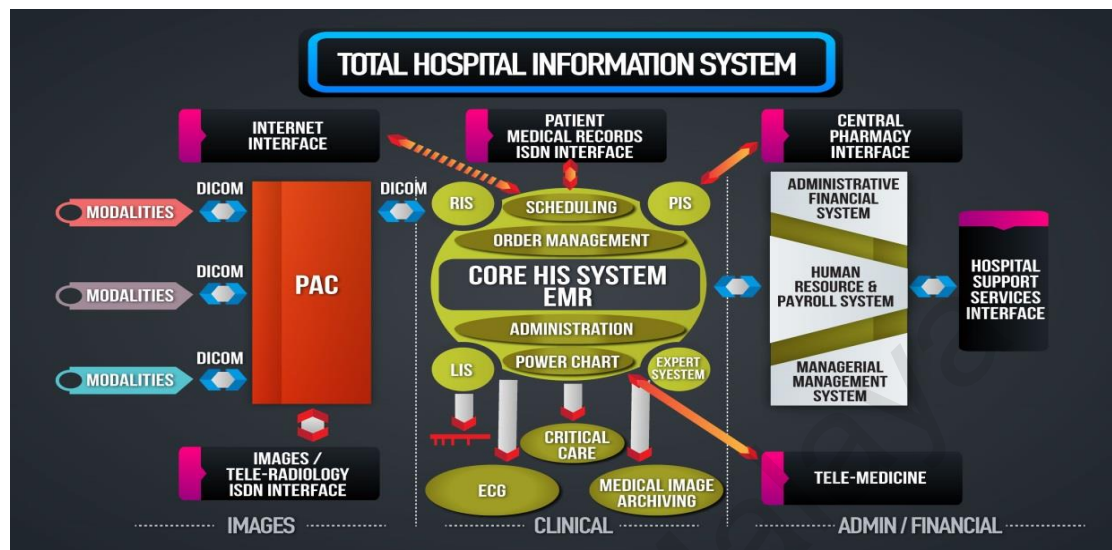 TOTAL HOSPITAL INFORMATION SYSTEM
INTERNET
INTERFACE
PATIENT
MEDICAL RECORDS
ISDN INTERFACE
CENTRAL
PHARMACY
INTERFACE
MODALITIES
DICOM
MODALITIES
DICOM
MODALITIES
DICOM
PAC
DICOM
IMAGES /
TELE-RADIOLOGY
ISDN INTERFACE
RIS
SCHEDULING
PIS
ORDER MANAGEMENT
CORE HIS SYSTEM
EMR
ADMINISTRATION
POWER CHART
LIS
EXPERT
SYESTEM
CRITICAL
CARE
ECG
MEDICAL IMAGE
ARCHIVING
ADMINISTRATIVE
FINANCIAL
SYSTEM
HUMAN
RESOURCE &
PAYROLL SYSTEM
MANAGERIAL
MANAGEMENT
SYSTEM
HOSPITAL
SUPPORT
SERVICES
INTERFACE
TELE-MEDICINE
IMAGES
CLINICAL
ADMIN / FINANCIAL